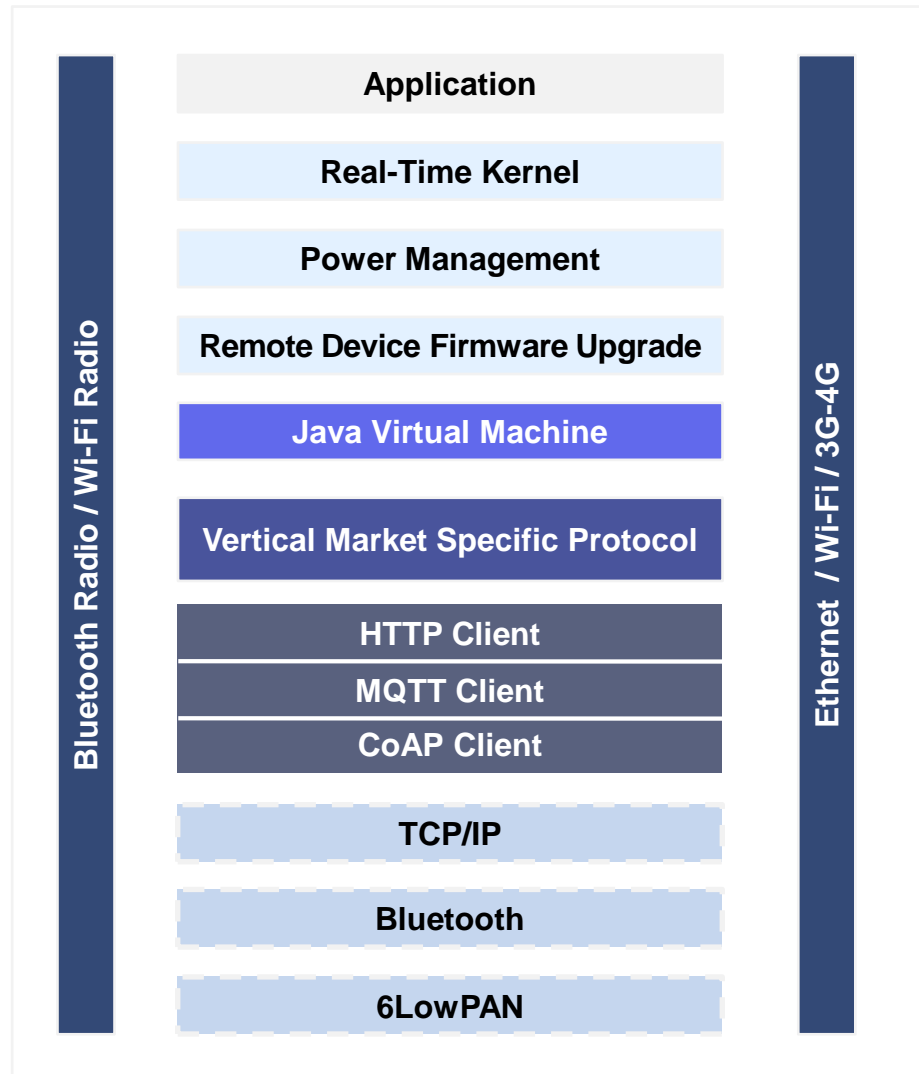 Application
Real-Time Kernel
Power Management
Remote Device Firmware Upgrade
Java Virtual Machine
Vertical Market Specific Protocol
HTTP Client
MQTT Client
CoAP Client
TCP/IP
Bluetooth
6LowPAN
Bluetooth Radio / Wi-Fi Radio
Ethernet / Wi-Fi / 3G-4G